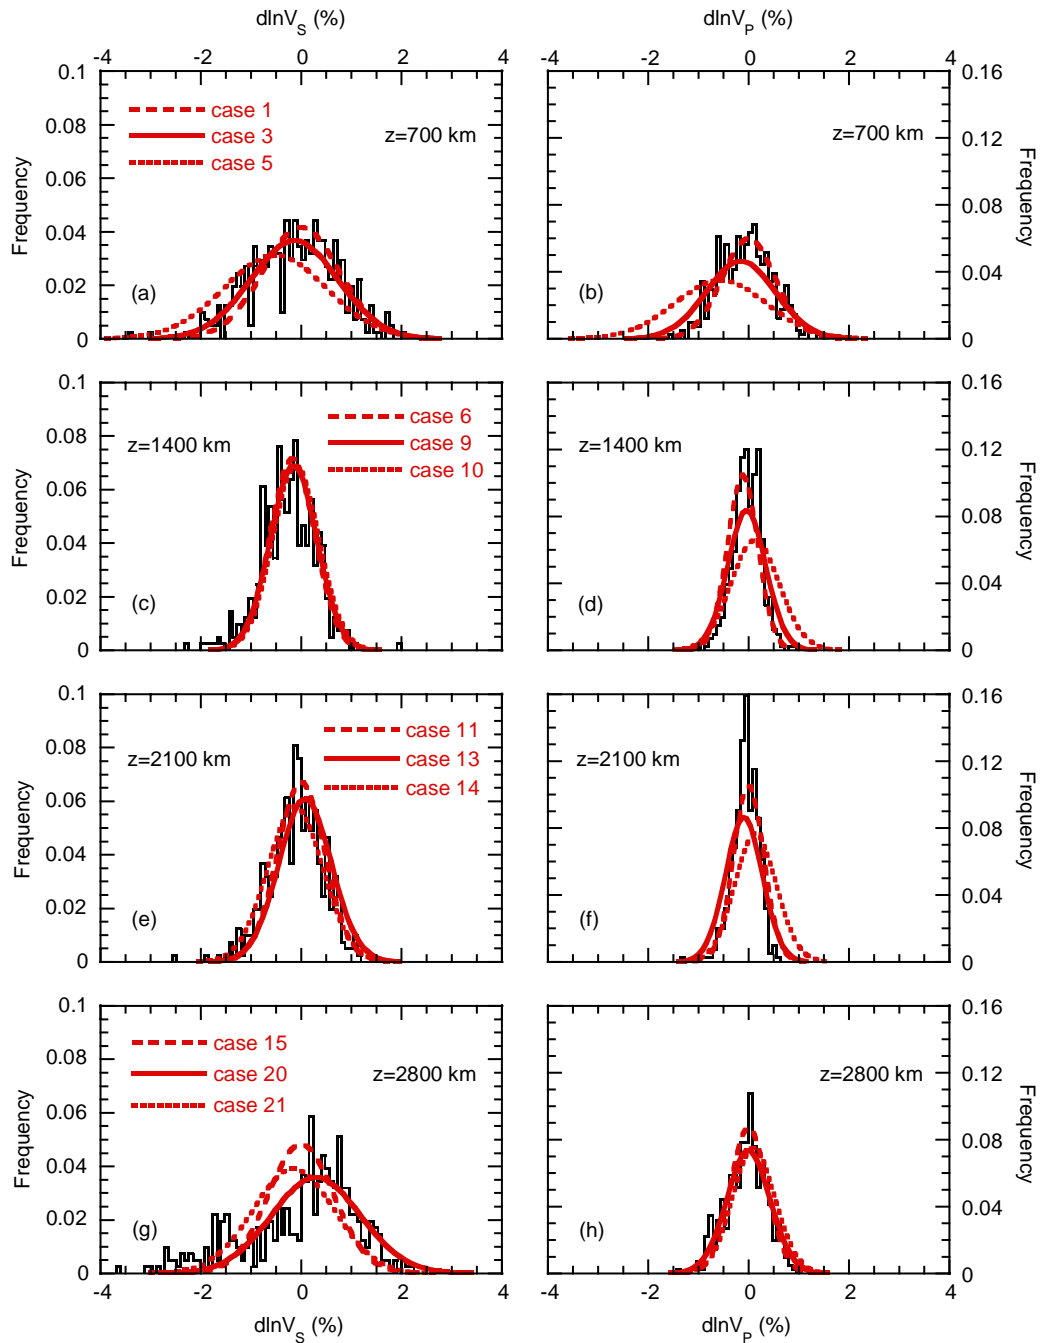 dlnV_S (%)
dlnV_P (%)
-4 -2 0 2 4
-4 -2 0 2 4
0.1
0.08
0.06
0.04
0.02
0
Frequency
case 1
case 3
case 5
z=700 km
(a)
z=700 km
(b)
0.16
0.12
0.08
0.04
0
Frequency
0.1
0.08
0.06
0.04
0.02
0
Frequency
z=1400 km
case 6
case 9
case 10
(c)
z=1400 km
(d)
0.16
0.12
0.08
0.04
0
Frequency
0.1
0.08
0.06
0.04
0.02
0
Frequency
z=2100 km
case 11
case 13
case 14
(e)
z=2100 km
(f)
0.16
0.12
0.08
0.04
0
Frequency
0.1
0.08
0.06
0.04
0.02
0
Frequency
case 15
case 20
case 21
z=2800 km
(g)
z=2800 km
(h)
0.16
0.12
0.08
0.04
0
Frequency
-4 -2 0 2 4
-4 -2 0 2 4
dlnV_S (%)
dlnV_P (%)